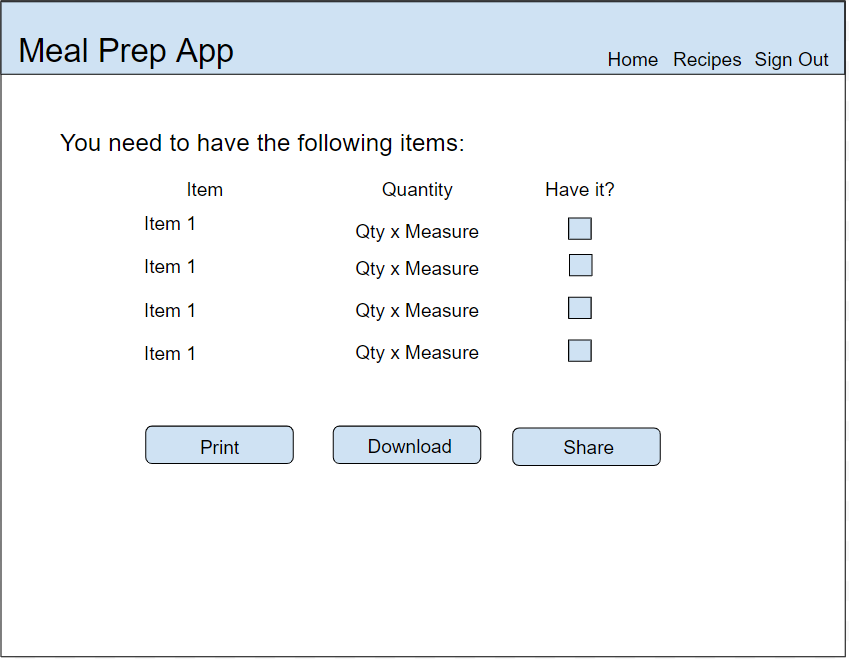 Meal Prep App
Home Recipes Sign Out
You need to have the following items:
Item Quantity Have it?
Item 1 Qty x Measure
Item 1 Qty x Measure
Item 1 Qty x Measure
Item 1 Qty x Measure
Print Download Share